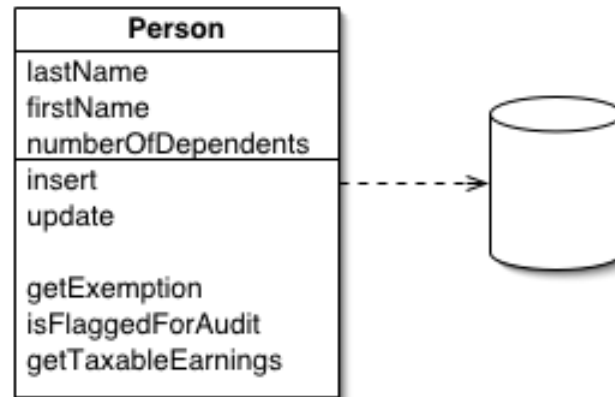 Person
lastName
firstName
numberOfDependents
insert
update
getExemption
isFlaggedForAudit
getTaxableEarnings